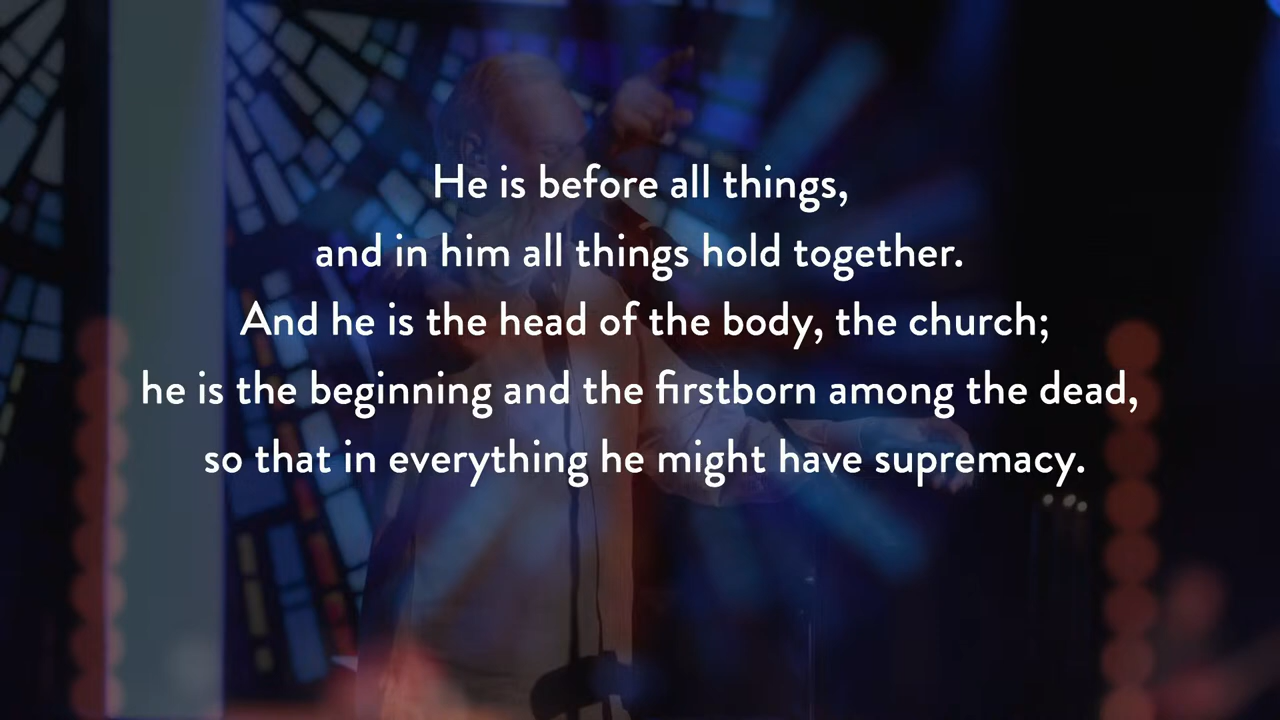 He is before all things,
and in him all things hold together.
And he is the head of the body, the church;
he is the beginning and the firstborn among the dead,
so that in everything he might have supremacy.